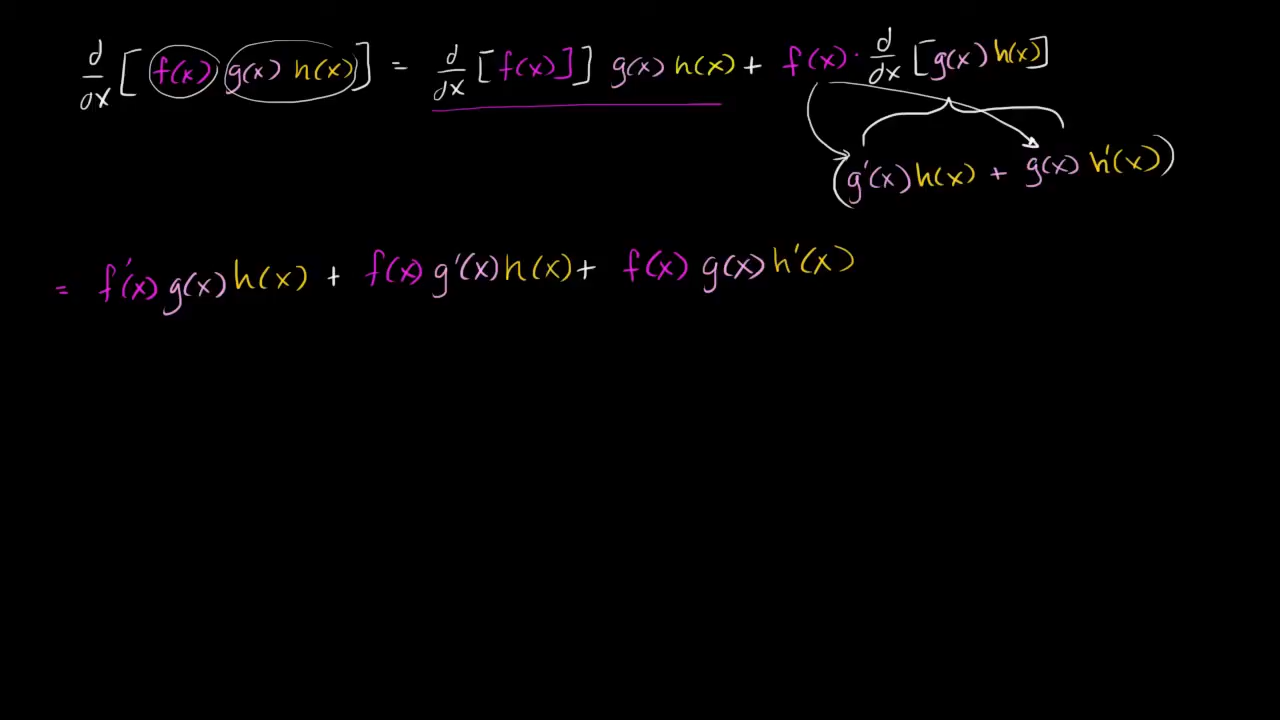 d/dx [f(x) g(x) h(x)] = d/dx [f(x)]] g(x) h(x) + f(x) · d/dx [g(x) h(x)]
(g'(x) h(x) + g(x) h'(x))
= f'(x) g(x) h(x) + f(x) g'(x) h(x) + f(x) g(x) h'(x)